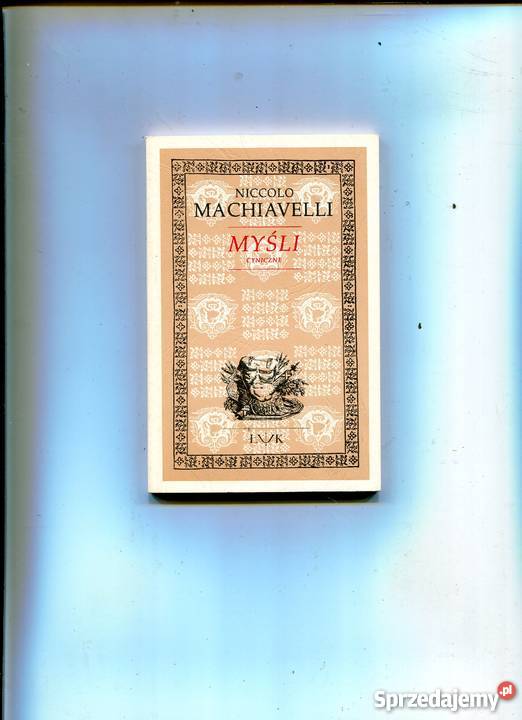 NICCOLO
MACHIAVELLI
MYŚLI
CYNICZNE
Sprzedajemy.pl